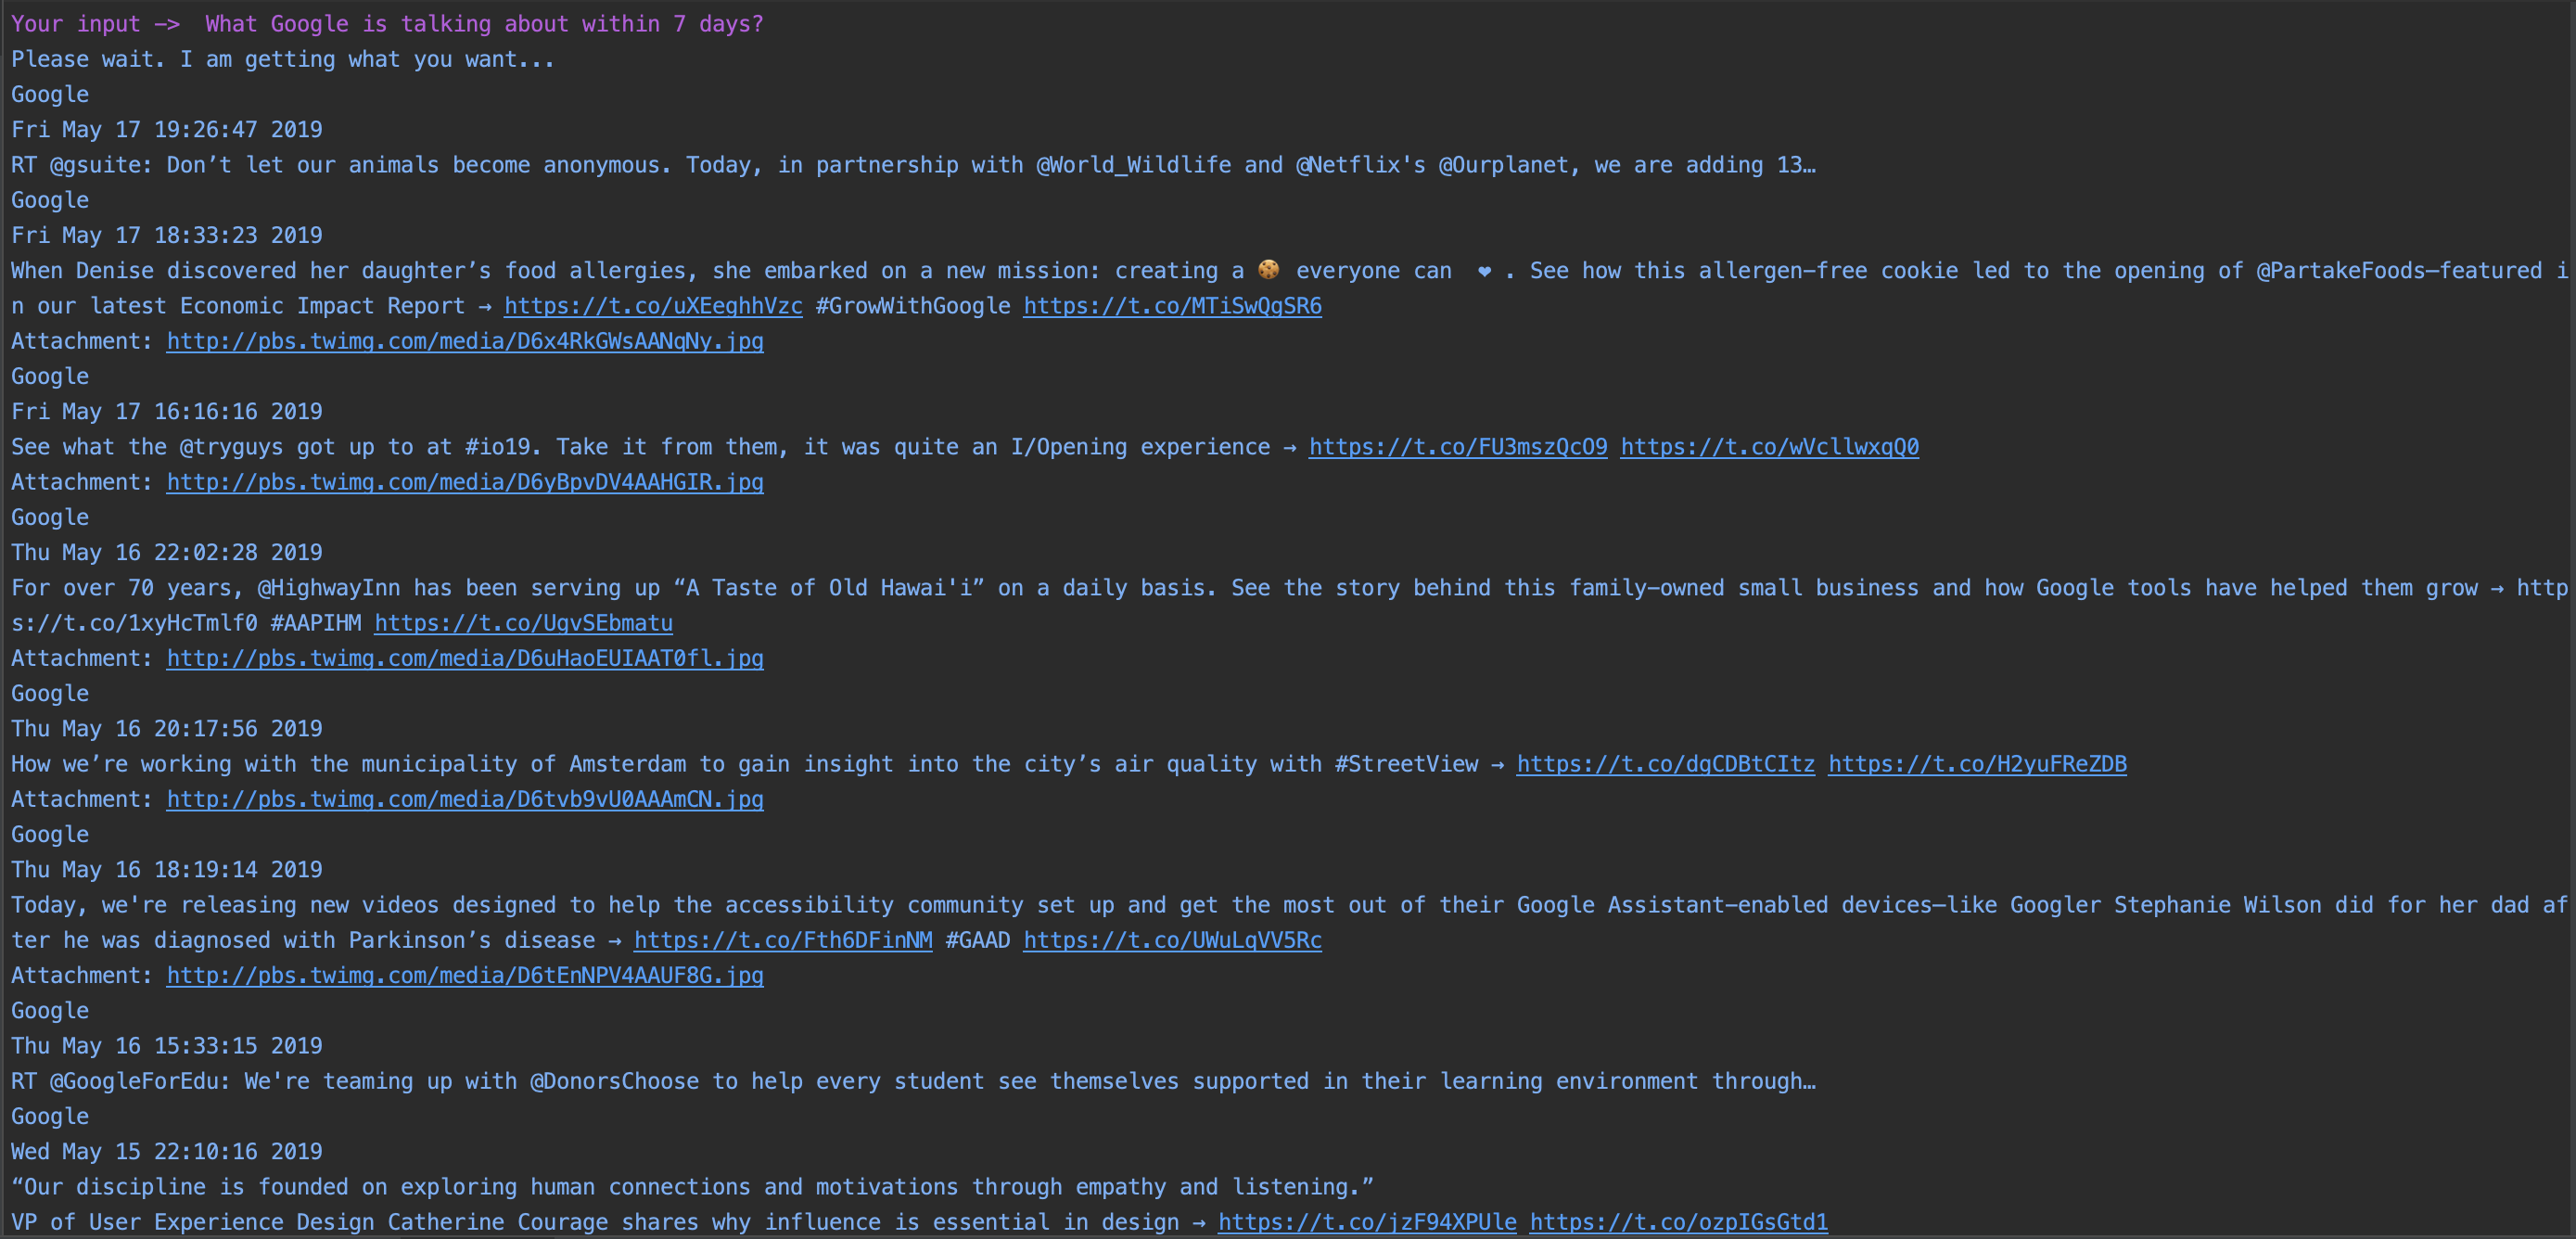 Your input —>  What Google is talking about within 7 days?
Please wait. I am getting what you want...
Google
Fri May 17 19:26:47 2019
RT @gsuite: Don’t let our animals become anonymous. Today, in partnership with @World_Wildlife and @Netflix's @Ourplanet, we are adding 13…
Google
Fri May 17 18:33:23 2019
When Denise discovered her daughter’s food allergies, she embarked on a new mission: creating a 🍪 everyone can  ❤ . See how this allergen—free cookie led to the opening of @PartakeFoods—featured i
n our latest Economic Impact Report → https://t.co/uXEeghhVzc #GrowWithGoogle https://t.co/MTiSwQgSR6
Attachment: http://pbs.twimg.com/media/D6x4RkGWsAANqNy.jpg
Google
Fri May 17 16:16:16 2019
See what the @tryguys got up to at #io19. Take it from them, it was quite an I/Opening experience → https://t.co/FU3mszQcO9 https://t.co/wVcllwxqQ0
Attachment: http://pbs.twimg.com/media/D6yBpvDV4AAHGIR.jpg
Google
Thu May 16 22:02:28 2019
For over 70 years, @HighwayInn has been serving up “A Taste of Old Hawai'i” on a daily basis. See the story behind this family—owned small business and how Google tools have helped them grow → http
s://t.co/1xyHcTmlf0 #AAPIHM https://t.co/UgvSEbmatu
Attachment: http://pbs.twimg.com/media/D6uHaoEUIAAT0fl.jpg
Google
Thu May 16 20:17:56 2019
How we’re working with the municipality of Amsterdam to gain insight into the city’s air quality with #StreetView → https://t.co/dgCDBtCItz https://t.co/H2yuFReZDB
Attachment: http://pbs.twimg.com/media/D6tvb9vU0AAAmCN.jpg
Google
Thu May 16 18:19:14 2019
Today, we're releasing new videos designed to help the accessibility community set up and get the most out of their Google Assistant—enabled devices—like Googler Stephanie Wilson did for her dad af
ter he was diagnosed with Parkinson’s disease → https://t.co/Fth6DFinNM #GAAD https://t.co/UWuLqVV5Rc
Attachment: http://pbs.twimg.com/media/D6tEnNPV4AAUF8G.jpg
Google
Thu May 16 15:33:15 2019
RT @GoogleForEdu: We're teaming up with @DonorsChoose to help every student see themselves supported in their learning environment through…
Google
Wed May 15 22:10:16 2019
“Our discipline is founded on exploring human connections and motivations through empathy and listening.”
VP of User Experience Design Catherine Courage shares why influence is essential in design → https://t.co/jzF94XPUle https://t.co/ozpIGsGtd1